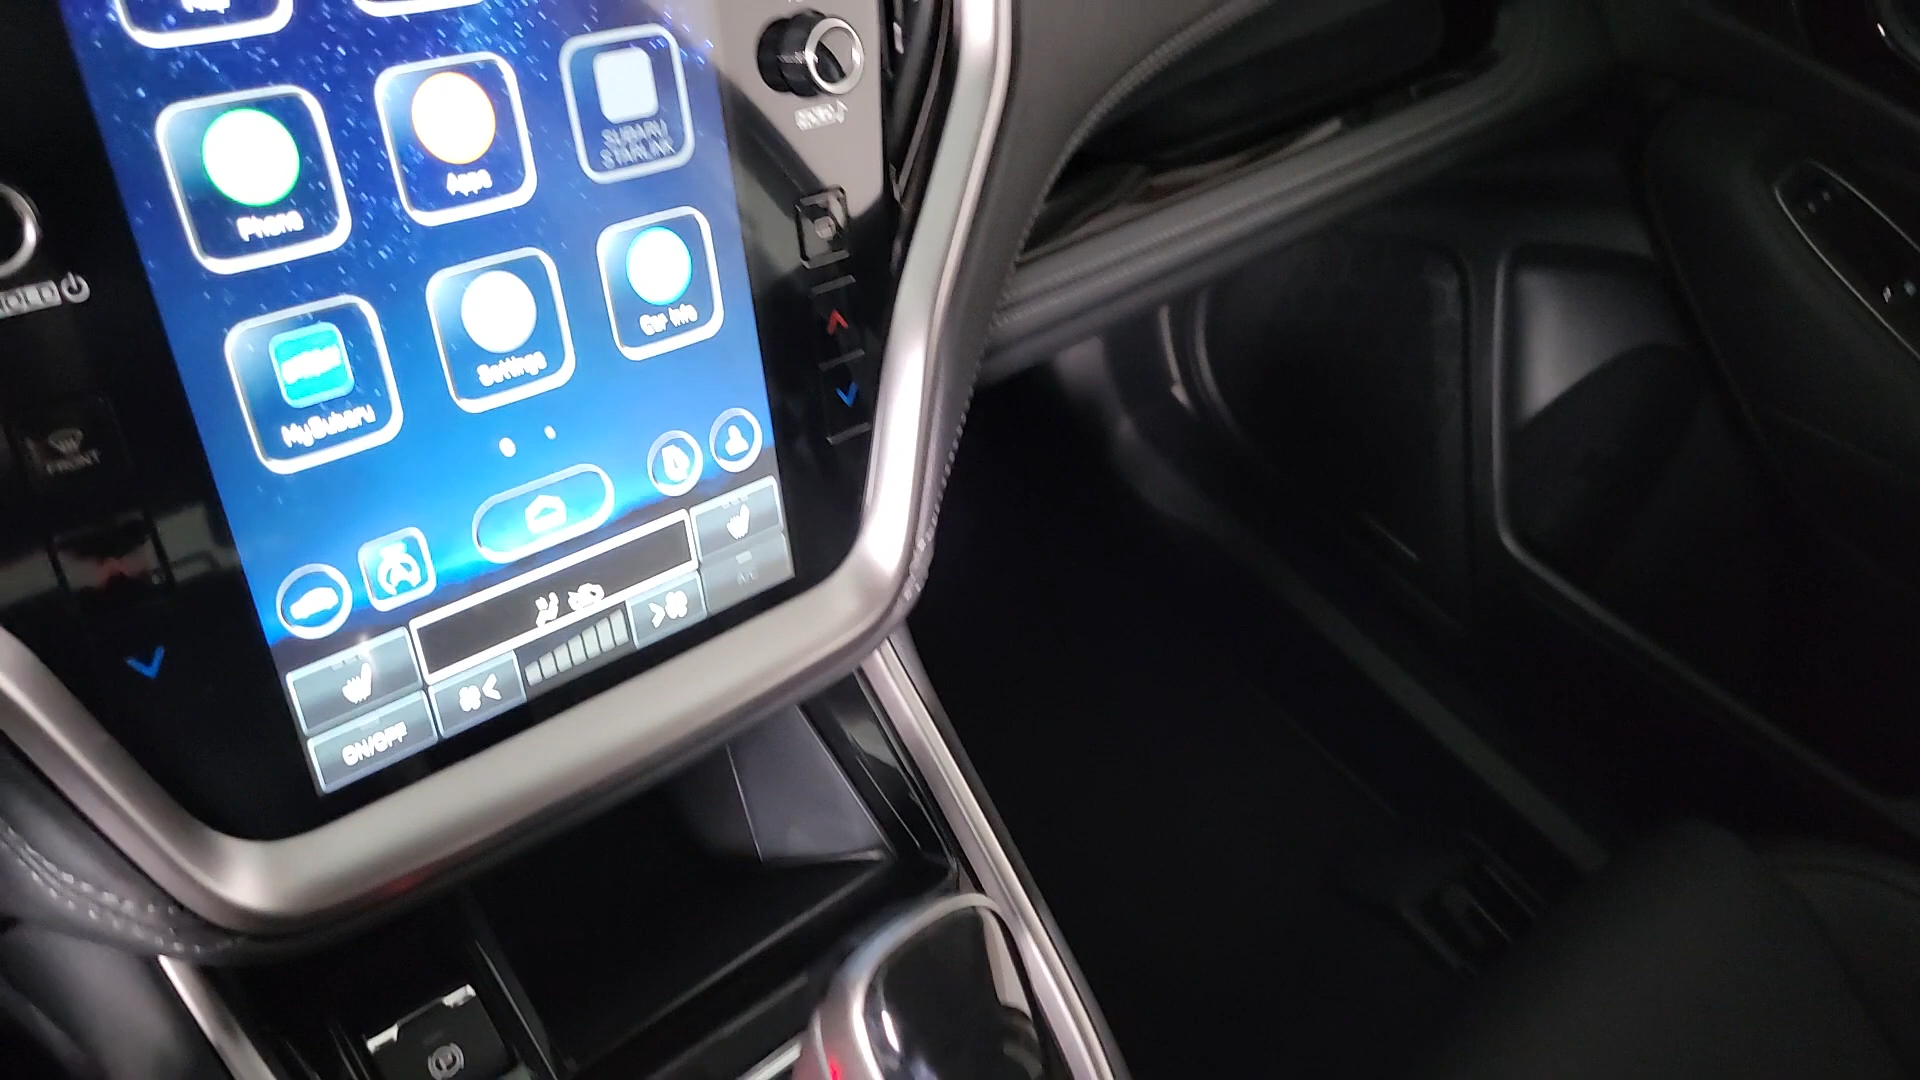 SUBARU
STARLINK
Apps
Phone
Car Info
Settings
MySubaru
FRONT
A/C
ON/OFF